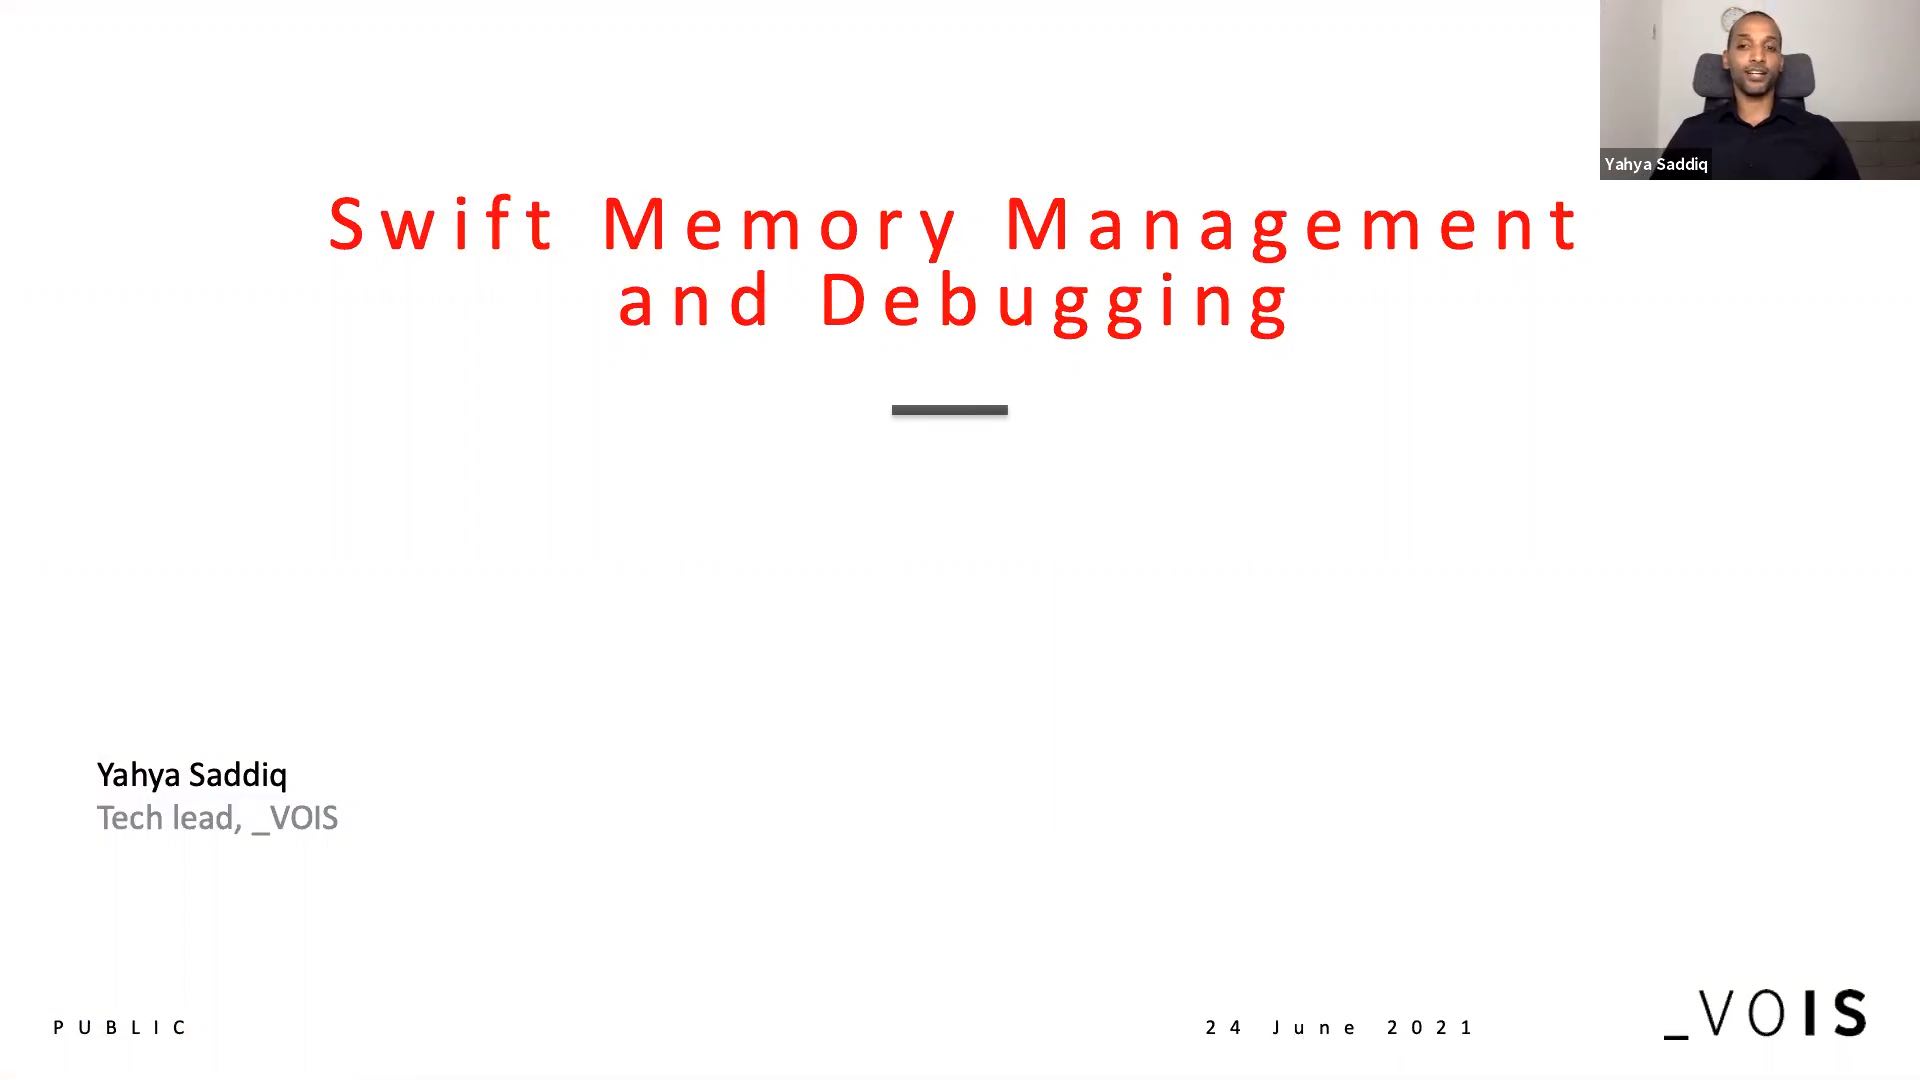 Yahya Saddiq
Swift Memory Management
and Debugging
Yahya Saddiq
Tech lead, _VOIS
PUBLIC
24 June 2021
_VOIS